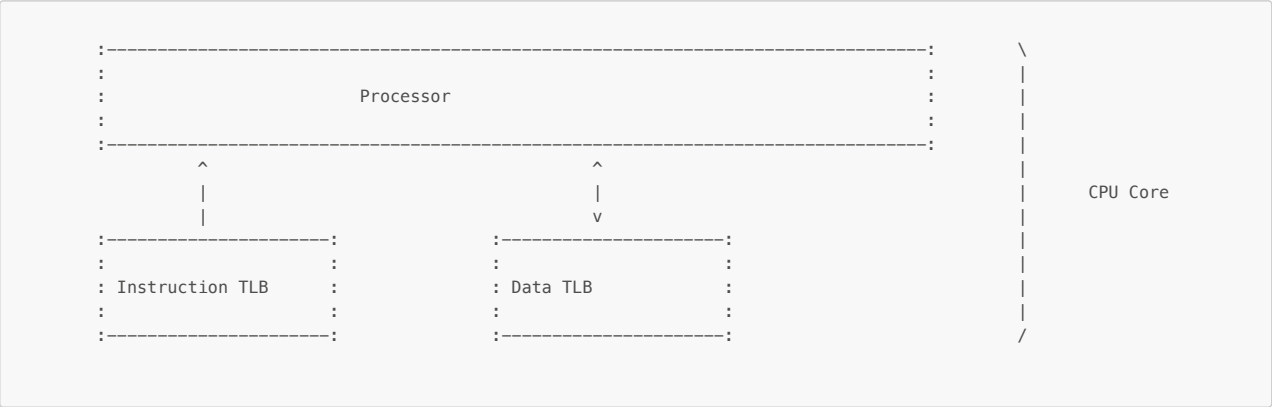 Processor
CPU Core
Instruction TLB
Data TLB